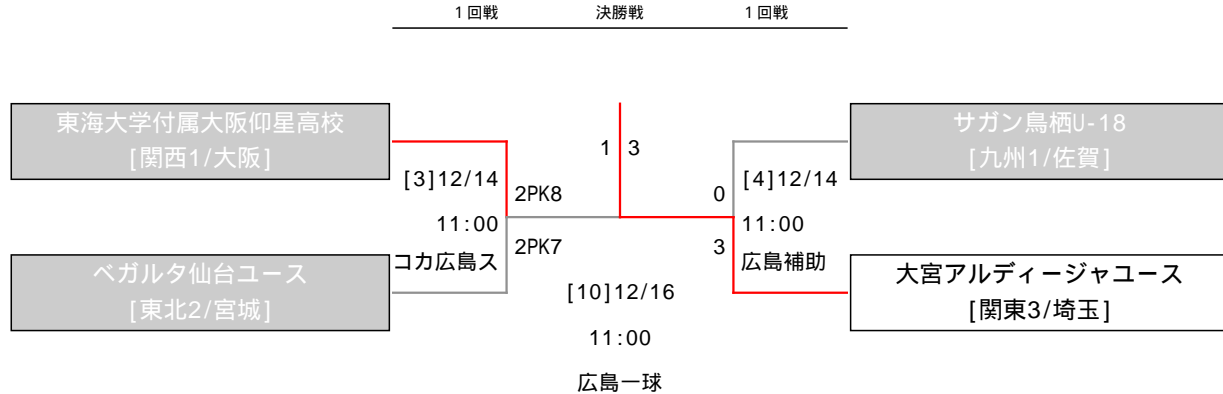 1回戦 決勝戦 1回戦
東海大学付属大阪仰星高校
[関西1/大阪]
サガン鳥栖U-18
[九州1/佐賀]
1 3
[3]12/14
2PK8
0
[4]12/14
11:00
2PK7
コカ広島ス
11:00
3
広島補助
ベガルタ仙台ユース
[東北2/宮城]
大宮アルディージャユース
[関東3/埼玉]
[10]12/16
11:00
広島一球